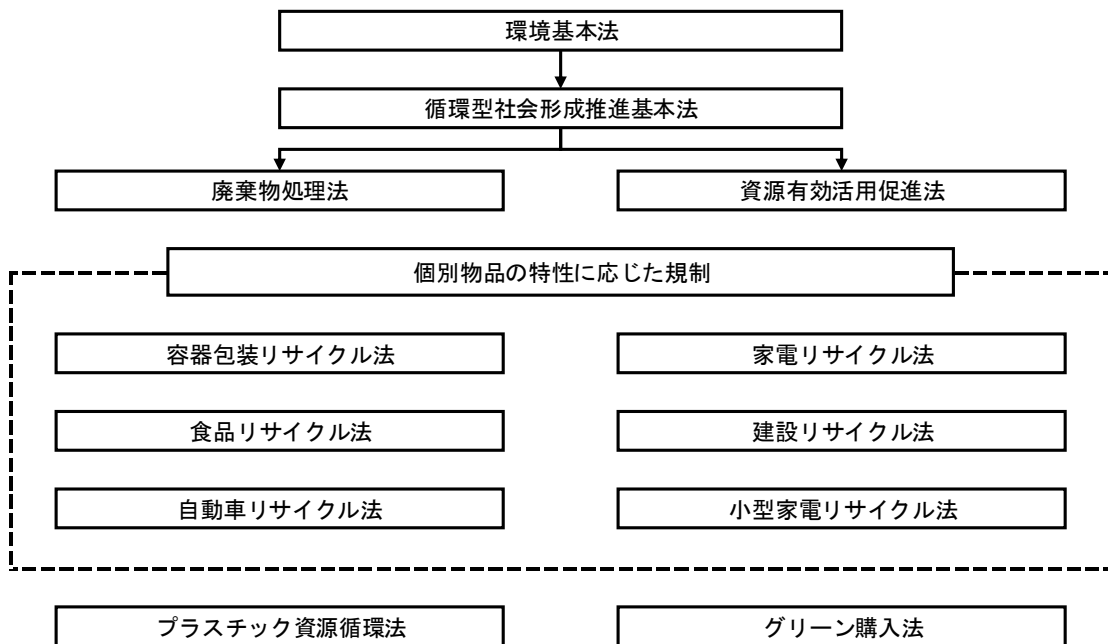 環境基本法
循環型社会形成推進基本法
廃棄物処理法
資源有効活用促進法
個別物品の特性に応じた規制
容器包装リサイクル法
家電リサイクル法
食品リサイクル法
建設リサイクル法
自動車リサイクル法
小型家電リサイクル法
プラスチック資源循環法
グリーン購入法